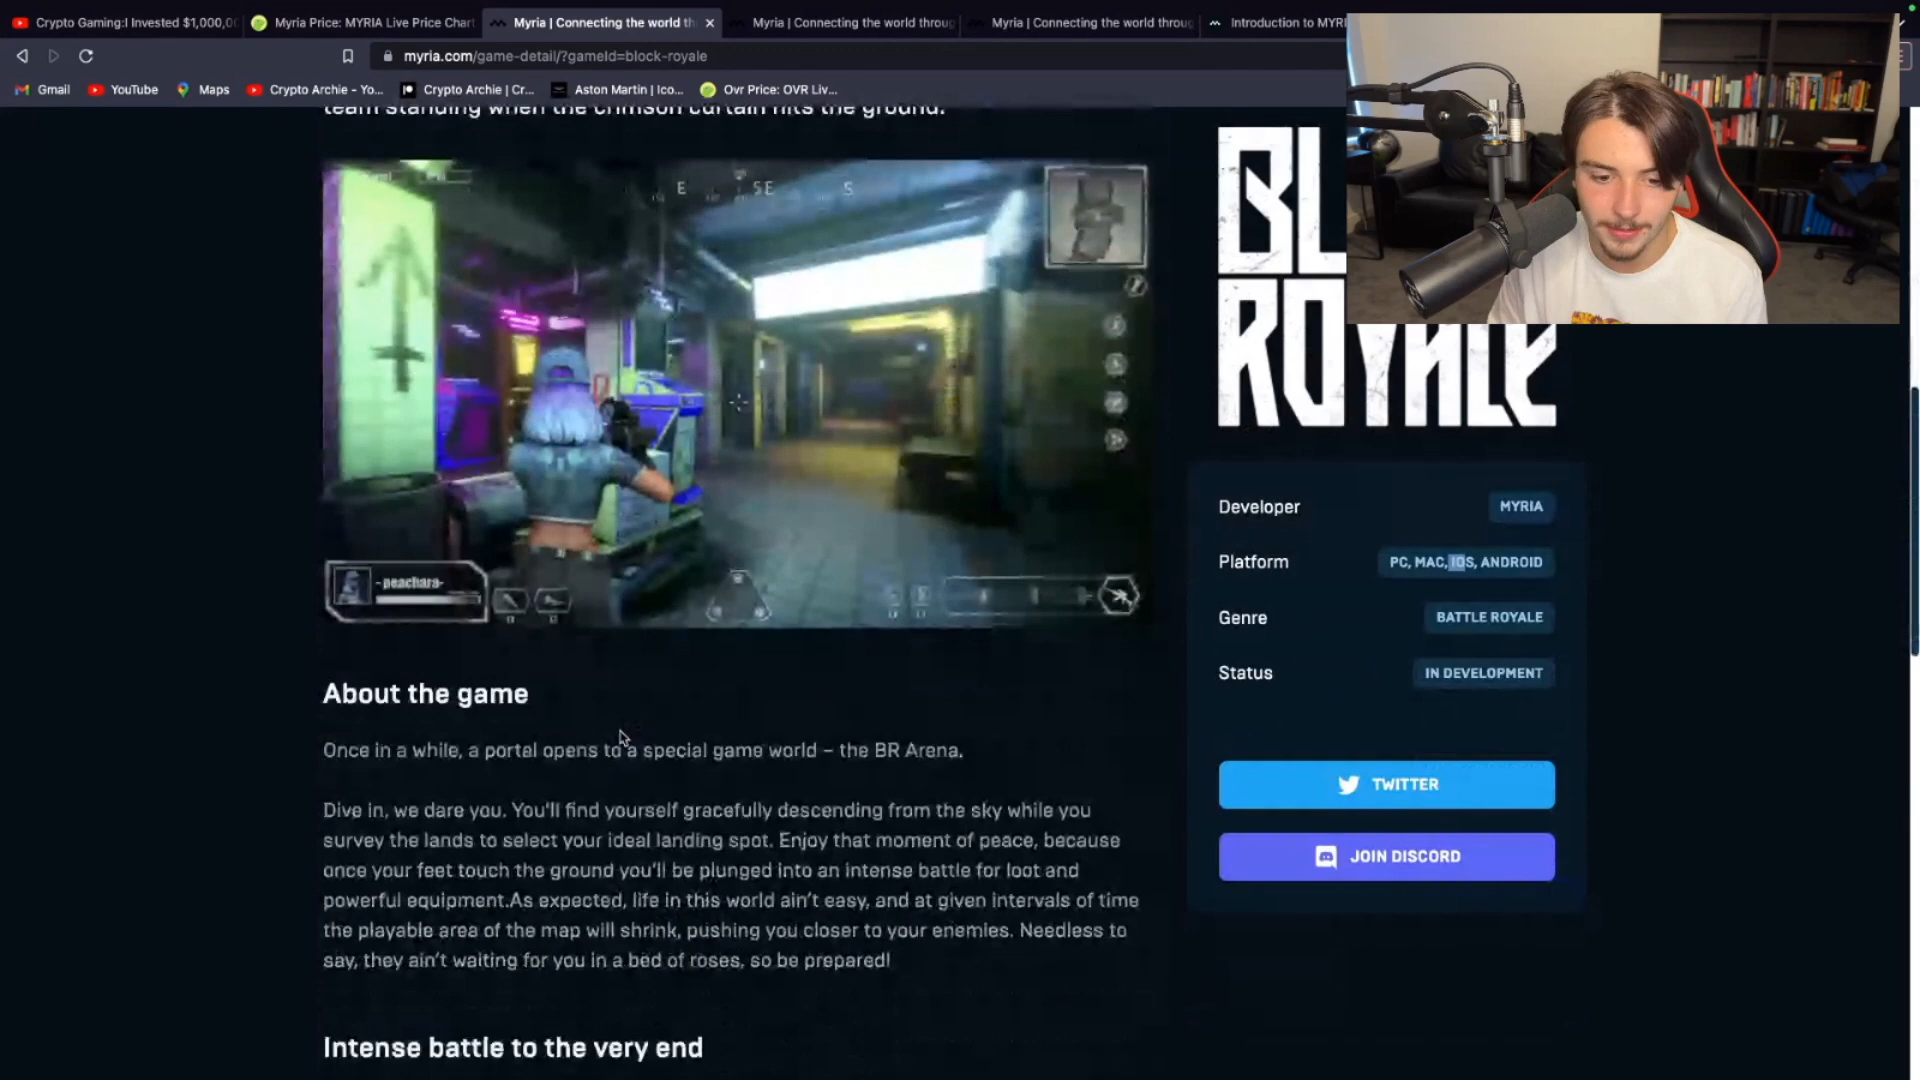 Crypto Gaming:I Invested $1,000,00
Myria Price: MYRIA Live Price Chart
Myria | Connecting the world th
Myria | Connecting the world throug
Myria | Connecting the world throug
Introduction to MYRI
myria.com/game-detail/?gameId=block-royale
Gmail
YouTube
Maps
Crypto Archie - Yo...
Crypto Archie | Cr...
Aston Martin | Ico...
Ovr Price: OVR Liv...
team standing when the crimson curtain hits the ground.
E SE S
-peachara-
BL
ROYALE
Developer MYRIA
Platform PC, MAC, IOS, ANDROID
Genre BATTLE ROYALE
Status IN DEVELOPMENT
TWITTER
JOIN DISCORD
About the game
Once in a while, a portal opens to a special game world – the BR Arena.
Dive in, we dare you. You'll find yourself gracefully descending from the sky while you
survey the lands to select your ideal landing spot. Enjoy that moment of peace, because
once your feet touch the ground you'll be plunged into an intense battle for loot and
powerful equipment.As expected, life in this world ain't easy, and at given intervals of time
the playable area of the map will shrink, pushing you closer to your enemies. Needless to
say, they ain't waiting for you in a bed of roses, so be prepared!
Intense battle to the very end